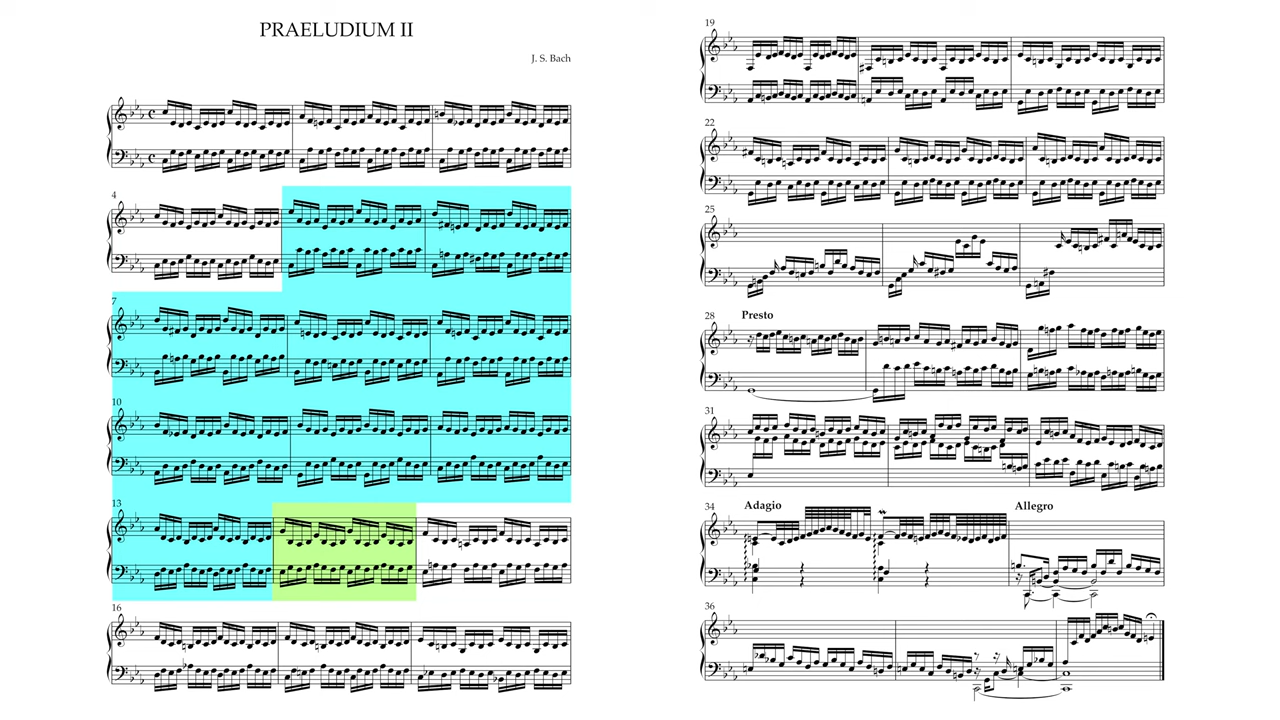 PRAELUDIUM II
J. S. Bach
4
7
10
13
16
19
22
25
28
Presto
31
34
Adagio
Allegro
36